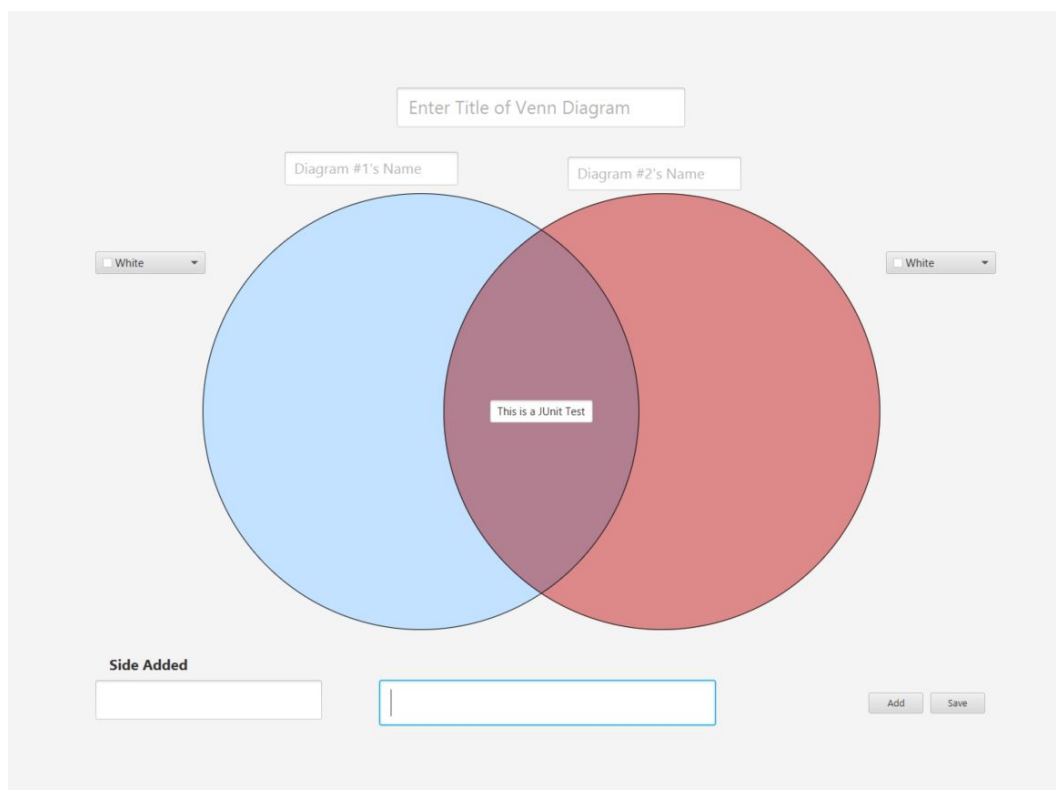 Enter Title of Venn Diagram
Diagram #1's Name
Diagram #2's Name
White
White
This is a JUnit Test
Side Added
Add
Save